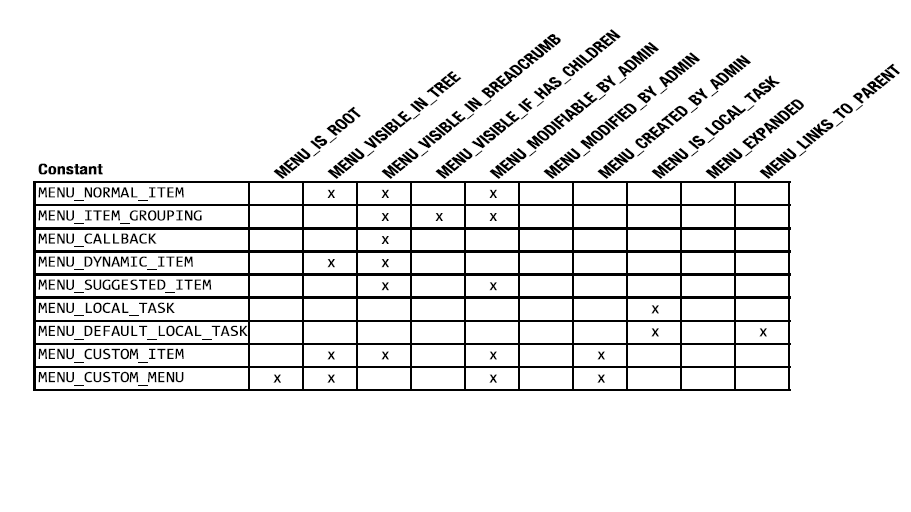 Constant MENU_IS_ROOT MENU_VISIBLE_IN_TREE MENU_VISIBLE_IN_BREADCRUMB MENU_VISIBLE_IF_HAS_CHILDREN MENU_MODIFIABLE_BY_ADMIN MENU_MODIFIED_BY_ADMIN MENU_CREATED_BY_ADMIN MENU_IS_LOCAL_TASK MENU_EXPANDED MENU_LINKS_TO_PARENT
MENU_NORMAL_ITEM x x x
MENU_ITEM_GROUPING x x x
MENU_CALLBACK x
MENU_DYNAMIC_ITEM x x
MENU_SUGGESTED_ITEM x x
MENU_LOCAL_TASK x
MENU_DEFAULT_LOCAL_TASK x x
MENU_CUSTOM_ITEM x x x x
MENU_CUSTOM_MENU x x x x